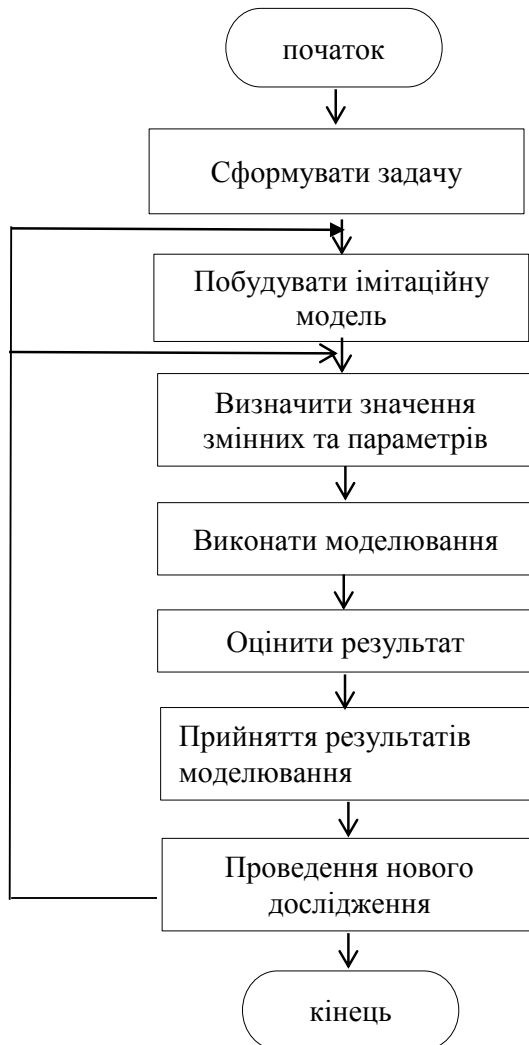 початок
Сформувати задачу
Побудувати імітаційну
модель
Визначити значення
змінних та параметрів
Виконати моделювання
Оцінити результат
Прийняття результатів
моделювання
Проведення нового
дослідження
кінець